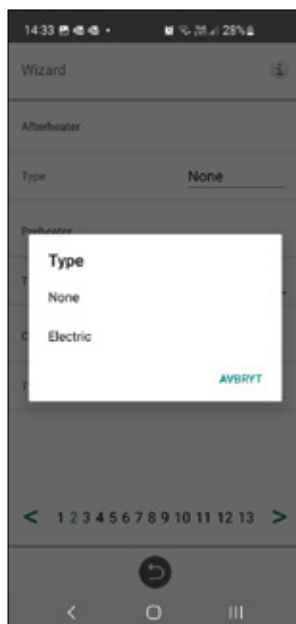 14:33 28%
Wizard i
Afterheater
Type None
Preheater
T
Type
None
C
Electric
T
AVBRYT
< 1 2 3 4 5 6 7 8 9 10 11 12 13 >